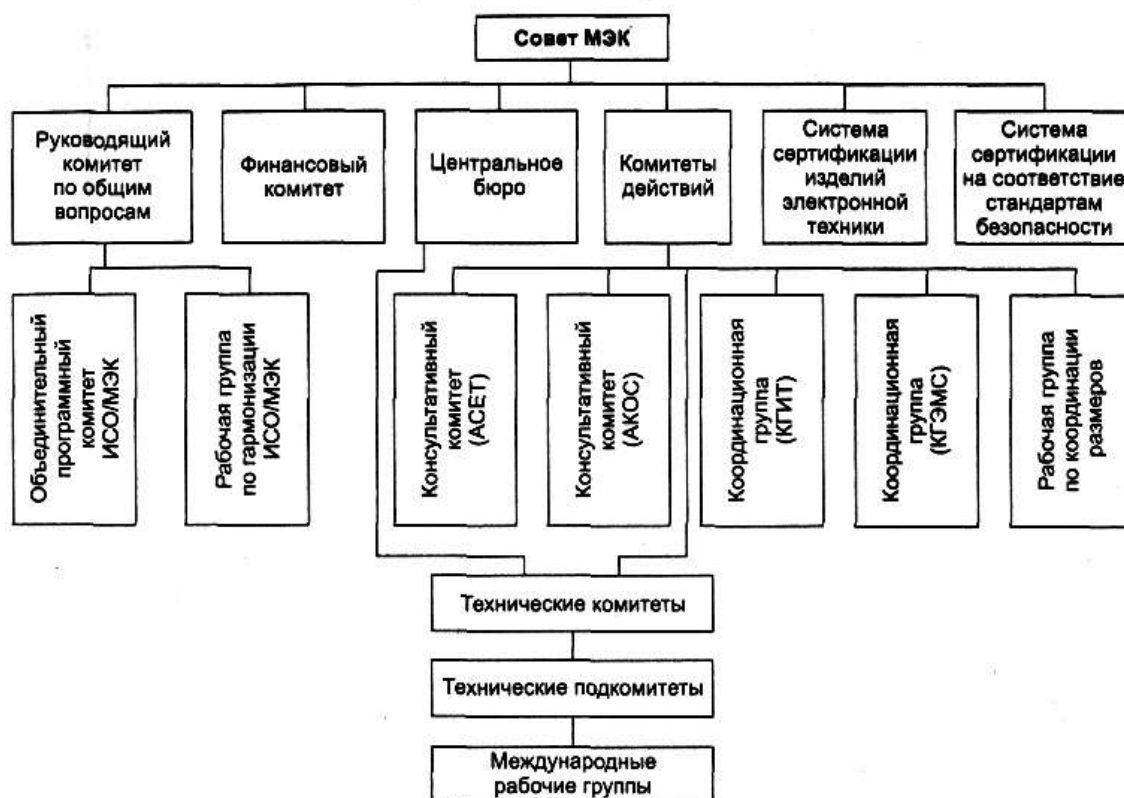 Совет МЭК
Руководящий
комитет
по общим
вопросам
Финансовый
комитет
Центральное
бюро
Комитеты
действий
Система
сертификации
изделий
электронной
техники
Система
сертификации
на соответствие
стандартам
безопасности
Объединительный
программный
комитет
ИСО/МЭК
Рабочая группа
по гармонизации
ИСО/МЭК
Консультативный
комитет
(АСЕТ)
Консультативный
комитет
(АКОС)
Координационная
группа
(КГИТ)
Координационная
группа
(КГЭМС)
Рабочая группа
по координации
размеров
Технические комитеты
Технические подкомитеты
Международные
рабочие группы